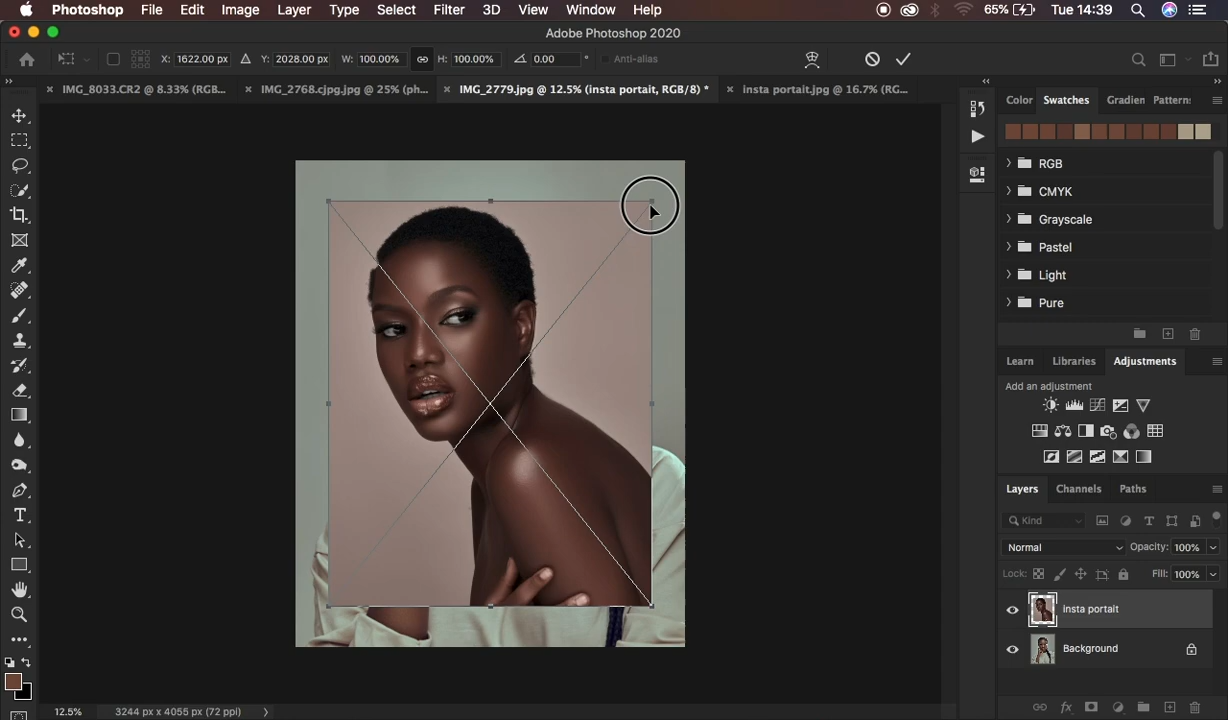 Photoshop File Edit Image Layer Type Select Filter 3D View Window Help 65% Tue 14:39
Adobe Photoshop 2020
X: 1622.00 px Y: 2028.00 px W: 100.00% H: 100.00% 0.00 ° Anti-alias
IMG_8033.CR2 @ 8.33% (RGB... IMG_2768.cjpg.jpg @ 25% (ph... IMG_2779.jpg @ 12.5% (insta portait, RGB/8) * insta portait.jpg @ 16.7% (RG...
Color Swatches Gradien Pattern:
RGB
CMYK
Grayscale
Pastel
Light
Pure
Learn Libraries Adjustments
Add an adjustment
Layers Channels Paths
Kind
Normal Opacity: 100%
Lock: Fill: 100%
insta portait
Background
12.5% 3244 px x 4055 px (72 ppi)